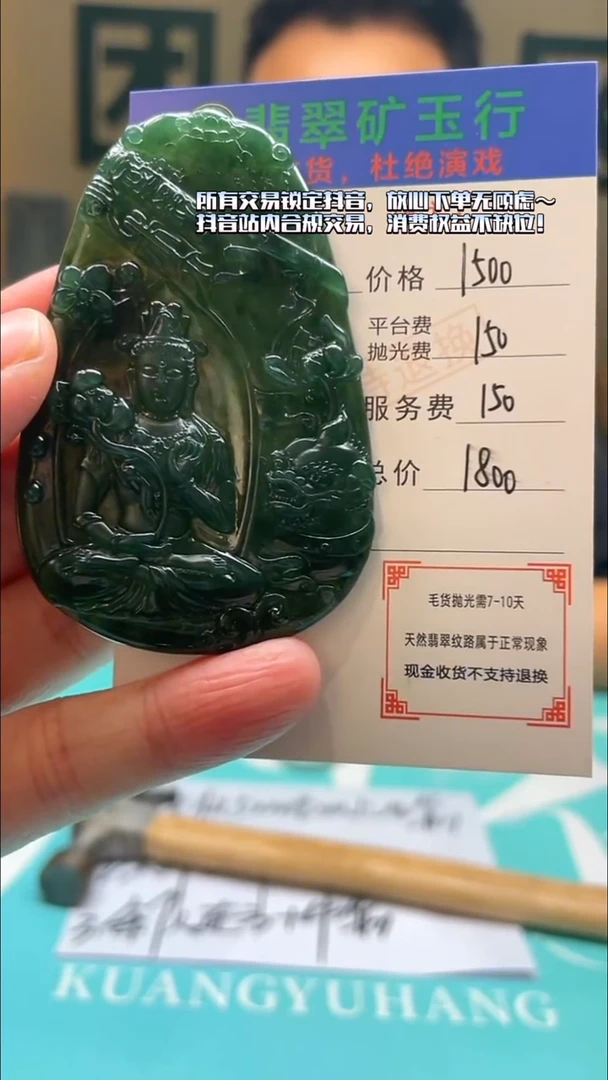 翡翠矿玉行
货，杜绝演戏
所有交易锁定抖音，放心下单无顾虑～
抖音站内合规交易，消费权益不缺位！
价格 1500
平台费
抛光费 150
服务费 150
总价 1800
毛货抛光需7-10天
天然翡翠纹路属于正常现象
现金收货不支持退换
KUANGYUHANG